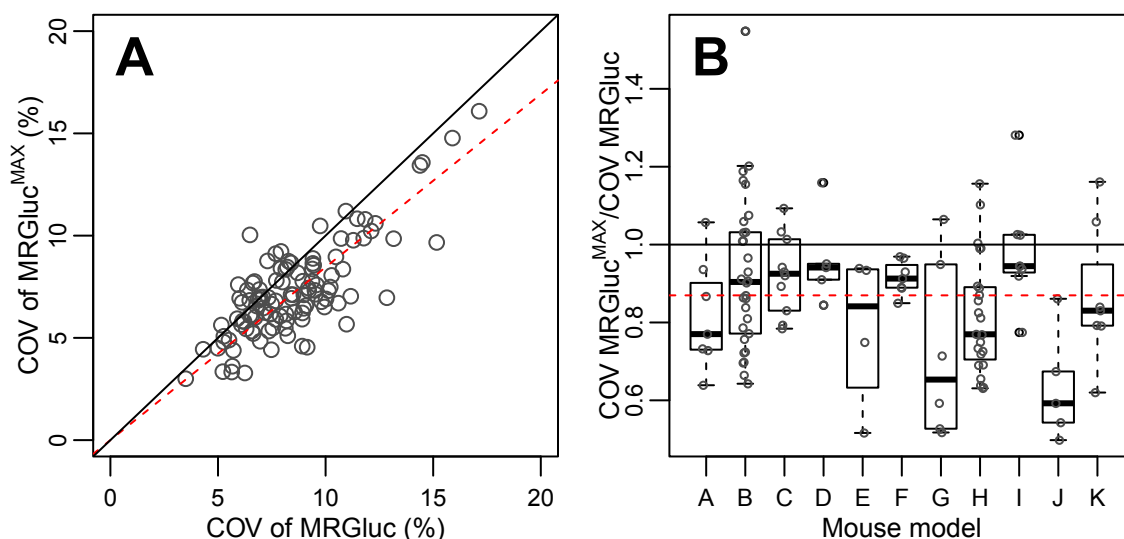 A
COV of MRGluc^MAX (%)
20
15
10
5
0
0 5 10 15 20
COV of MRGluc (%)
B
COV MRGluc^MAX/COV MRGluc
1.4
1.2
1.0
0.8
0.6
A B C D E F G H I J K
Mouse model